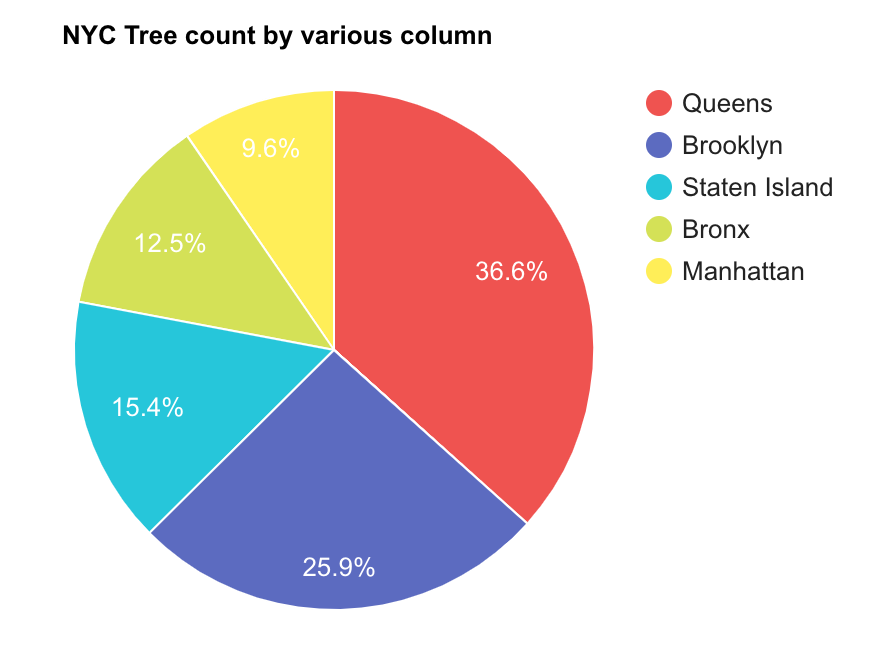 NYC Tree count by various column
Queens
Brooklyn
Staten Island
Bronx
Manhattan
9.6%
36.6%
12.5%
15.4%
25.9%